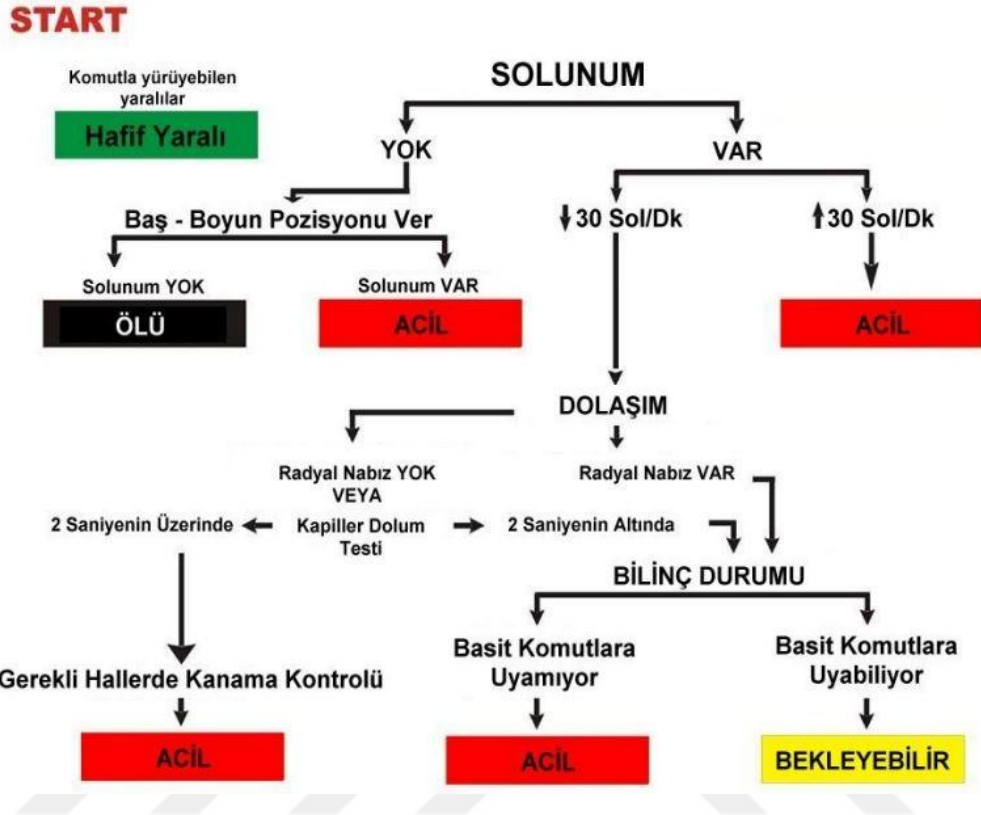 START
Komutla yürüyebilen
yaralılar
Hafif Yaralı
SOLUNUM
YOK
VAR
Baş - Boyun Pozisyonu Ver
30 Sol/Dk
30 Sol/Dk
Solunum YOK
Solunum VAR
ÖLÜ
ACİL
ACİL
DOLAŞIM
Radyal Nabız YOK
VEYA
Radyal Nabız VAR
2 Saniyenin Üzerinde
Kapiller Dolum
Testi
2 Saniyenin Altında
BİLİNÇ DURUMU
Gerekli Hallerde Kanama Kontrolü
Basit Komutlara
Uyamıyor
Basit Komutlara
Uyabiliyor
ACİL
ACİL
BEKLEYEBİLİR